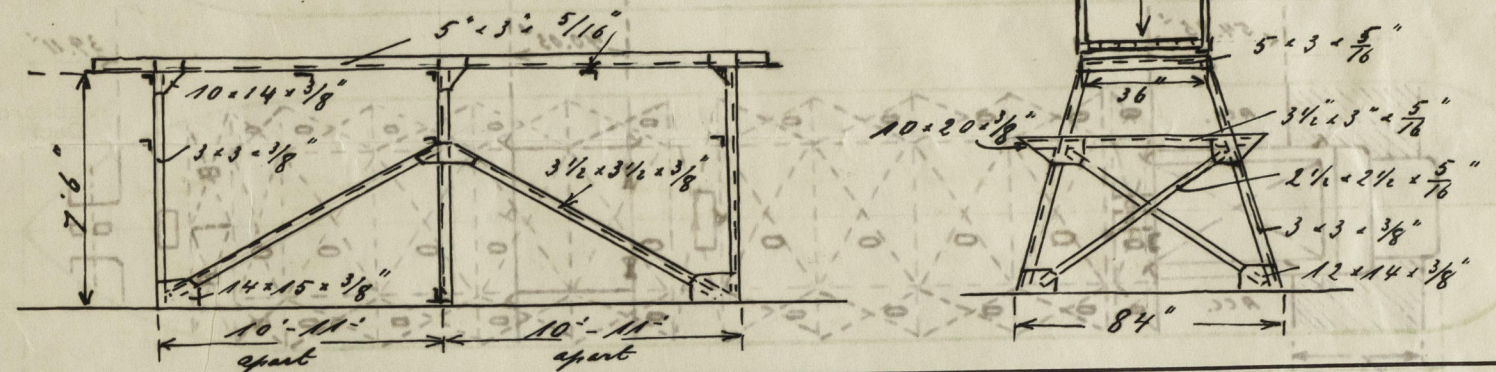 5" × 3" × 5/16"
10 × 14 × 3/8"
3 × 3 × 3/8"
3 1/2 × 3 1/2 × 3/8"
7'.6"
14 × 15 × 3/8"
10'-11"
apart
10'-11"
apart
5 × 3 × 5/16"
36"
10 × 20 × 3/8"
3 1/2" × 3" × 5/16"
2 1/2 × 2 1/2 × 5/16"
3 × 3 × 3/8"
12 × 14 × 3/8"
84"